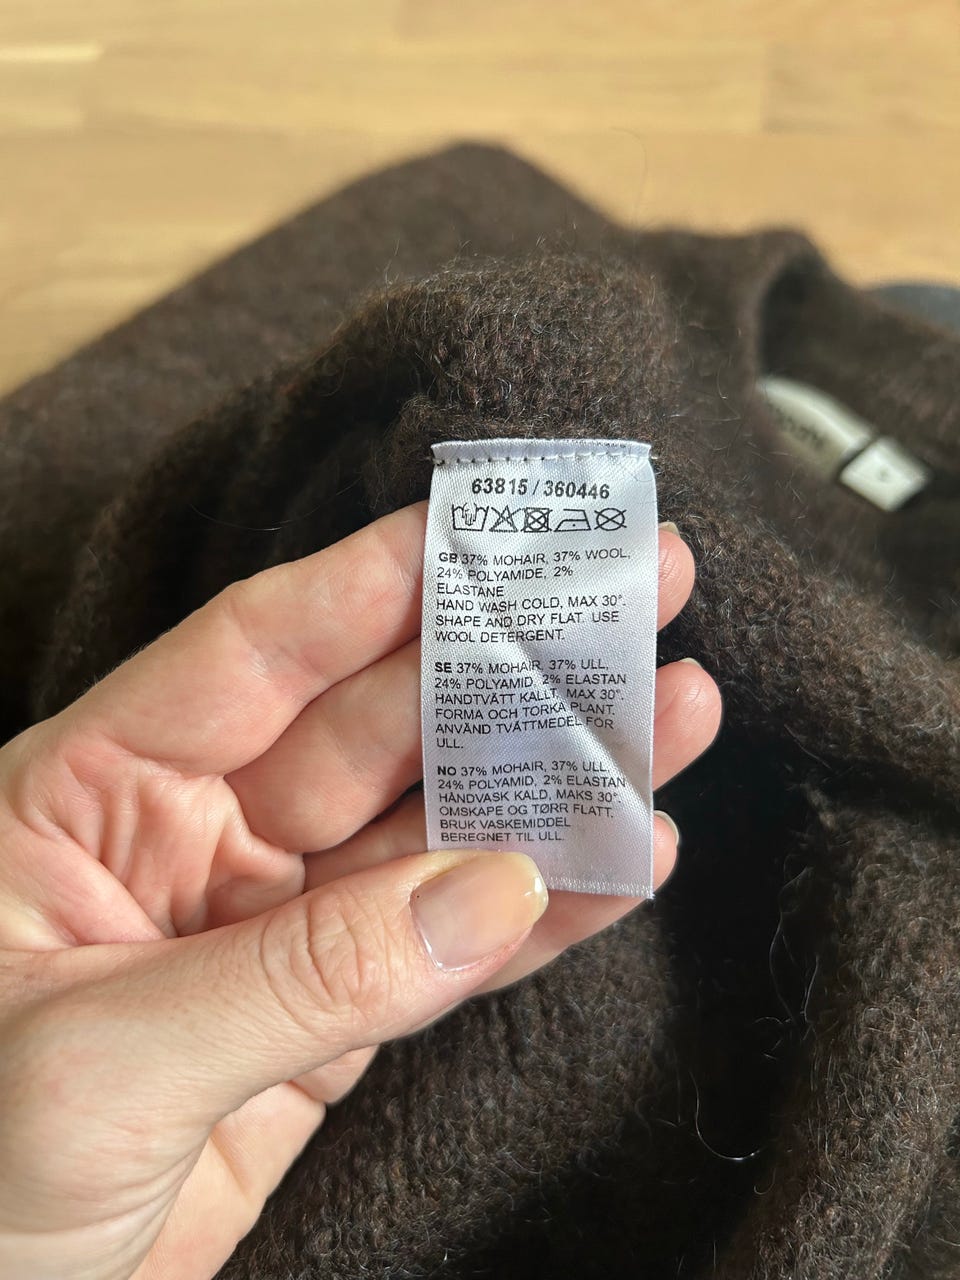 63815 / 360446
GB 37% MOHAIR, 37% WOOL,
24% POLYAMIDE, 2%
ELASTANE
HAND WASH COLD, MAX 30°.
SHAPE AND DRY FLAT. USE
WOOL DETERGENT.
SE 37% MOHAIR, 37% ULL,
24% POLYAMID, 2% ELASTAN
HANDTVÄTT KALLT, MAX 30°.
FORMA OCH TORKA PLANT.
ANVÄND TVÄTTMEDEL FÖR
ULL.
NO 37% MOHAIR, 37% ULL,
24% POLYAMID, 2% ELASTAN
HÅNDVASK KALD, MAKS 30°.
OMSKAPE OG TØRR FLATT.
BRUK VASKEMIDDEL
BEREGNET TIL ULL.